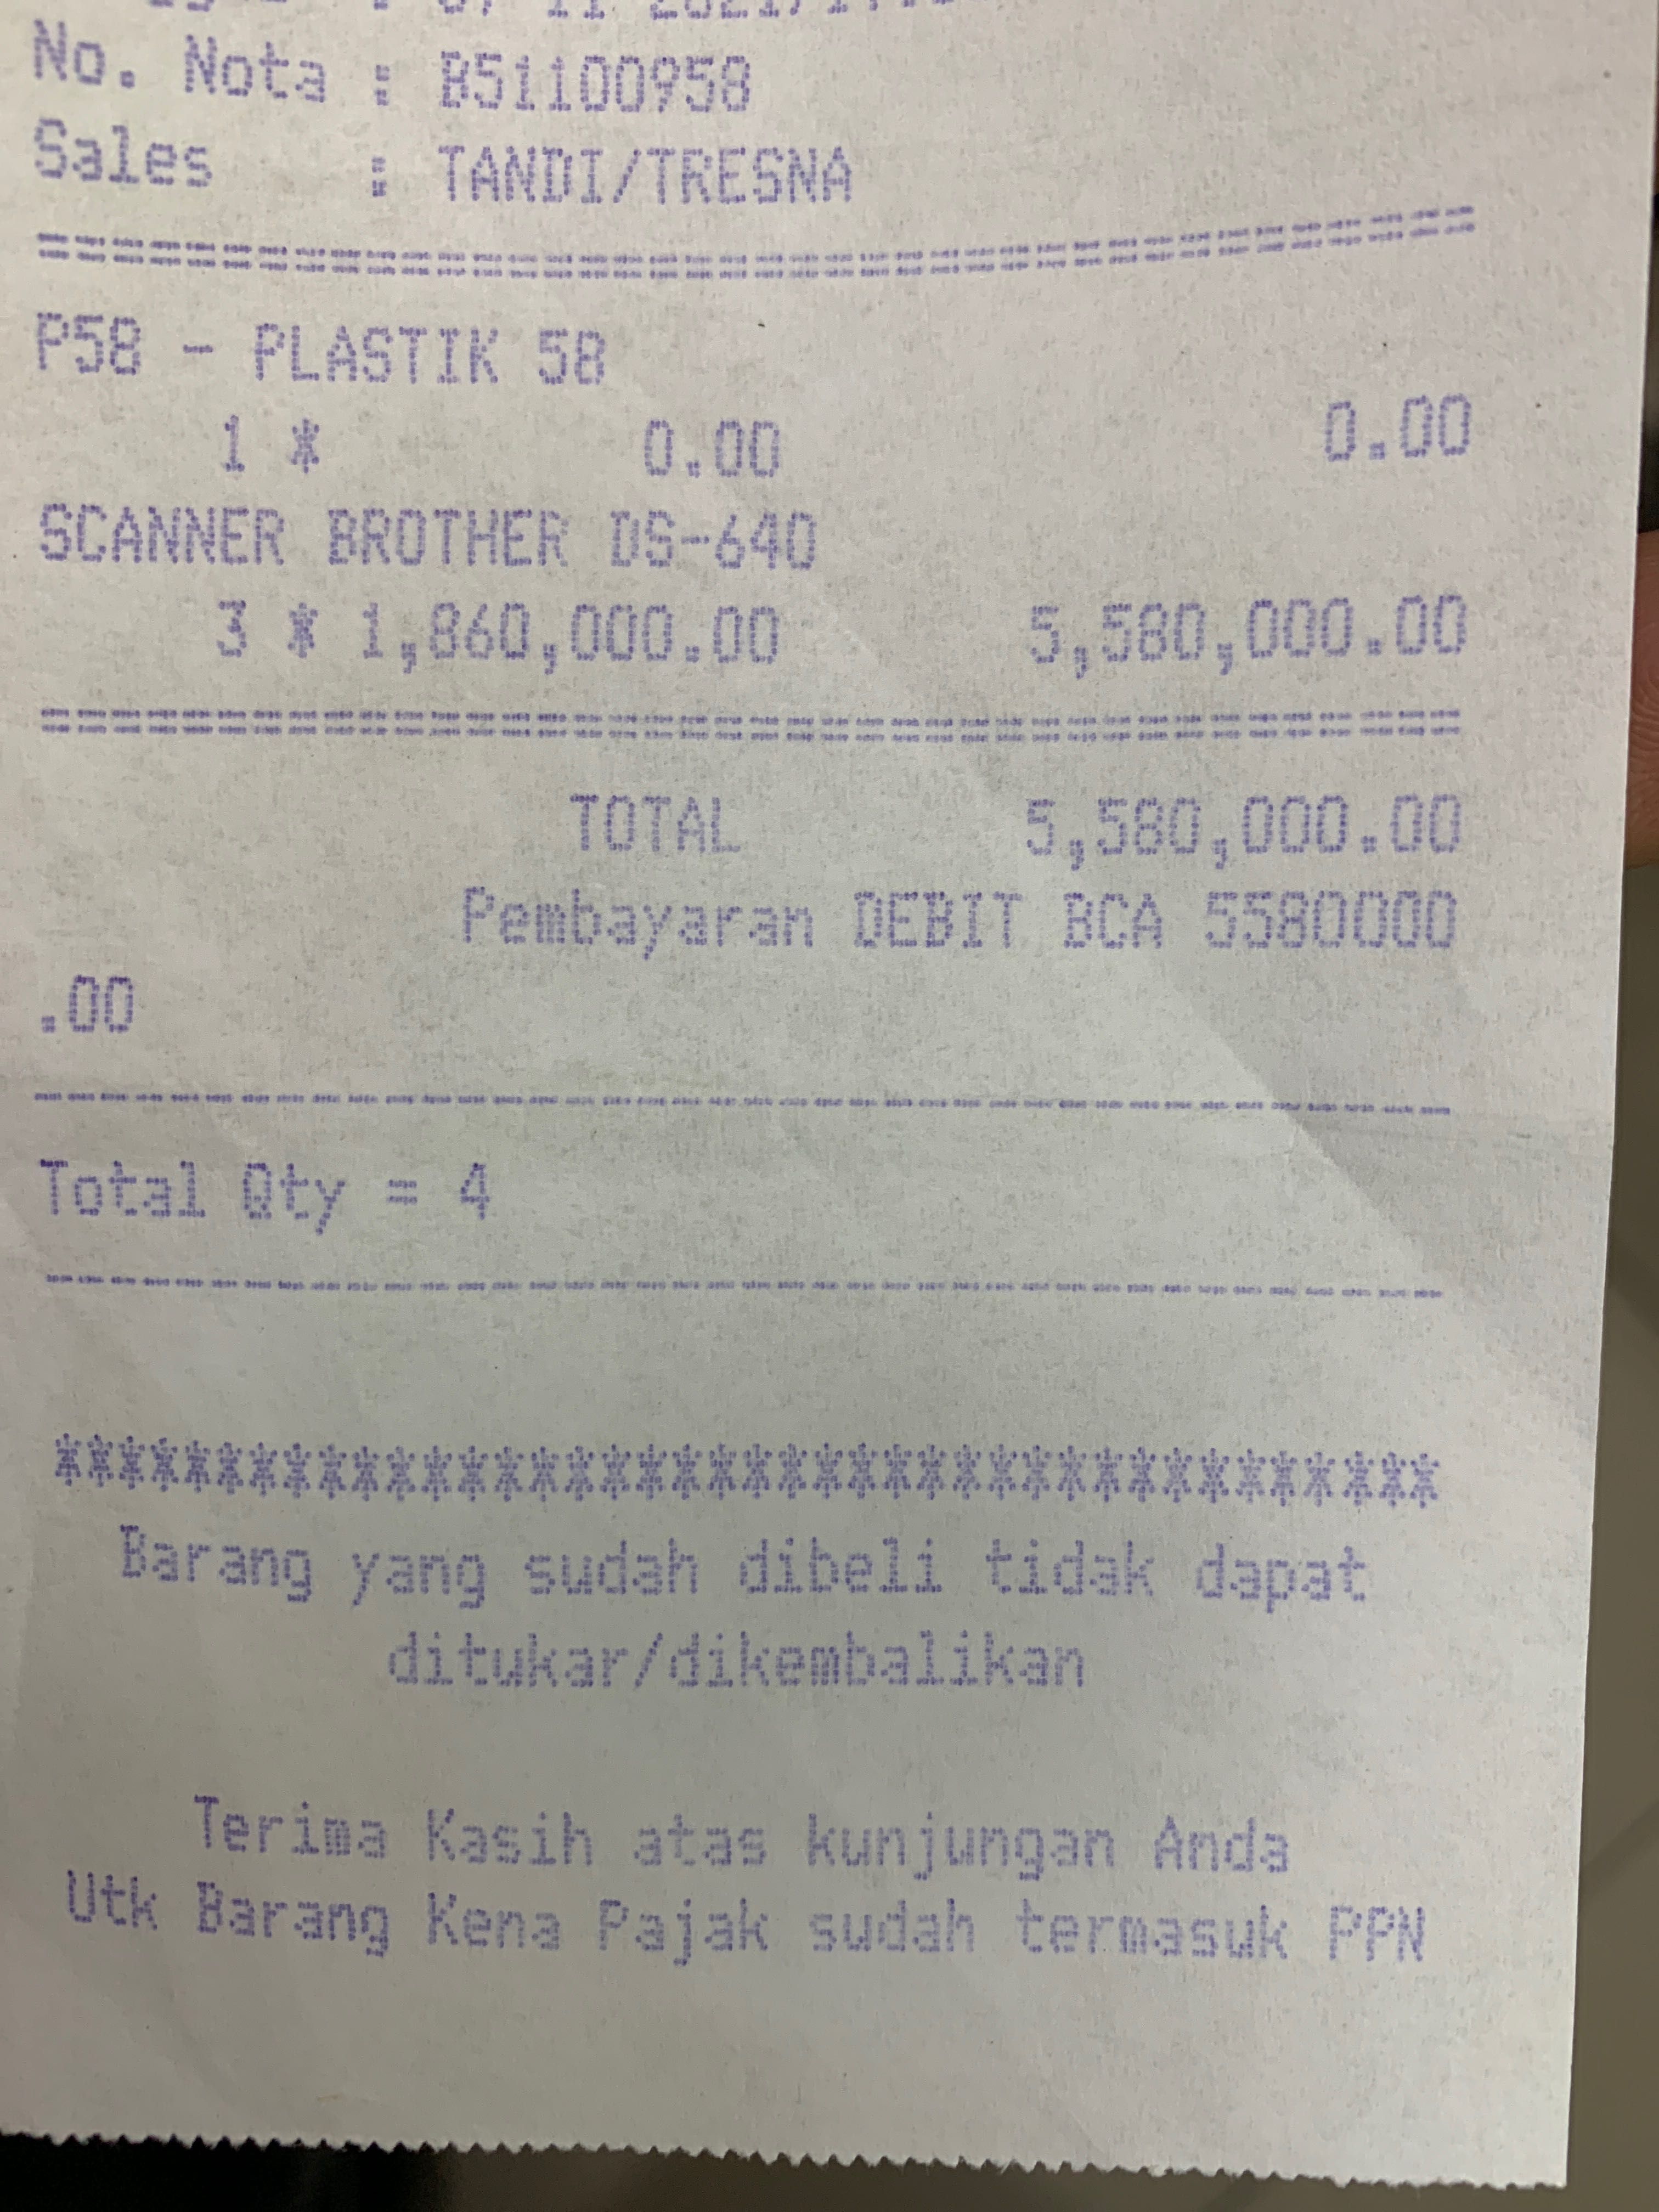 No. Nota : B51100958
Sales : TANDI/TRESNA
P58 - PLASTIK 58
1 * 0.00 0.00
SCANNER BROTHER DS-640
3 * 1,860,000.00 5,580,000.00
TOTAL 5,580,000.00
Pembayaran DEBIT BCA 5580000
.00
Total Qty = 4
****************************************
Barang yang sudah dibeli tidak dapat
ditukar/dikembalikan
Terima Kasih atas kunjungan Anda
Utk Barang Kena Pajak sudah termasuk PPN